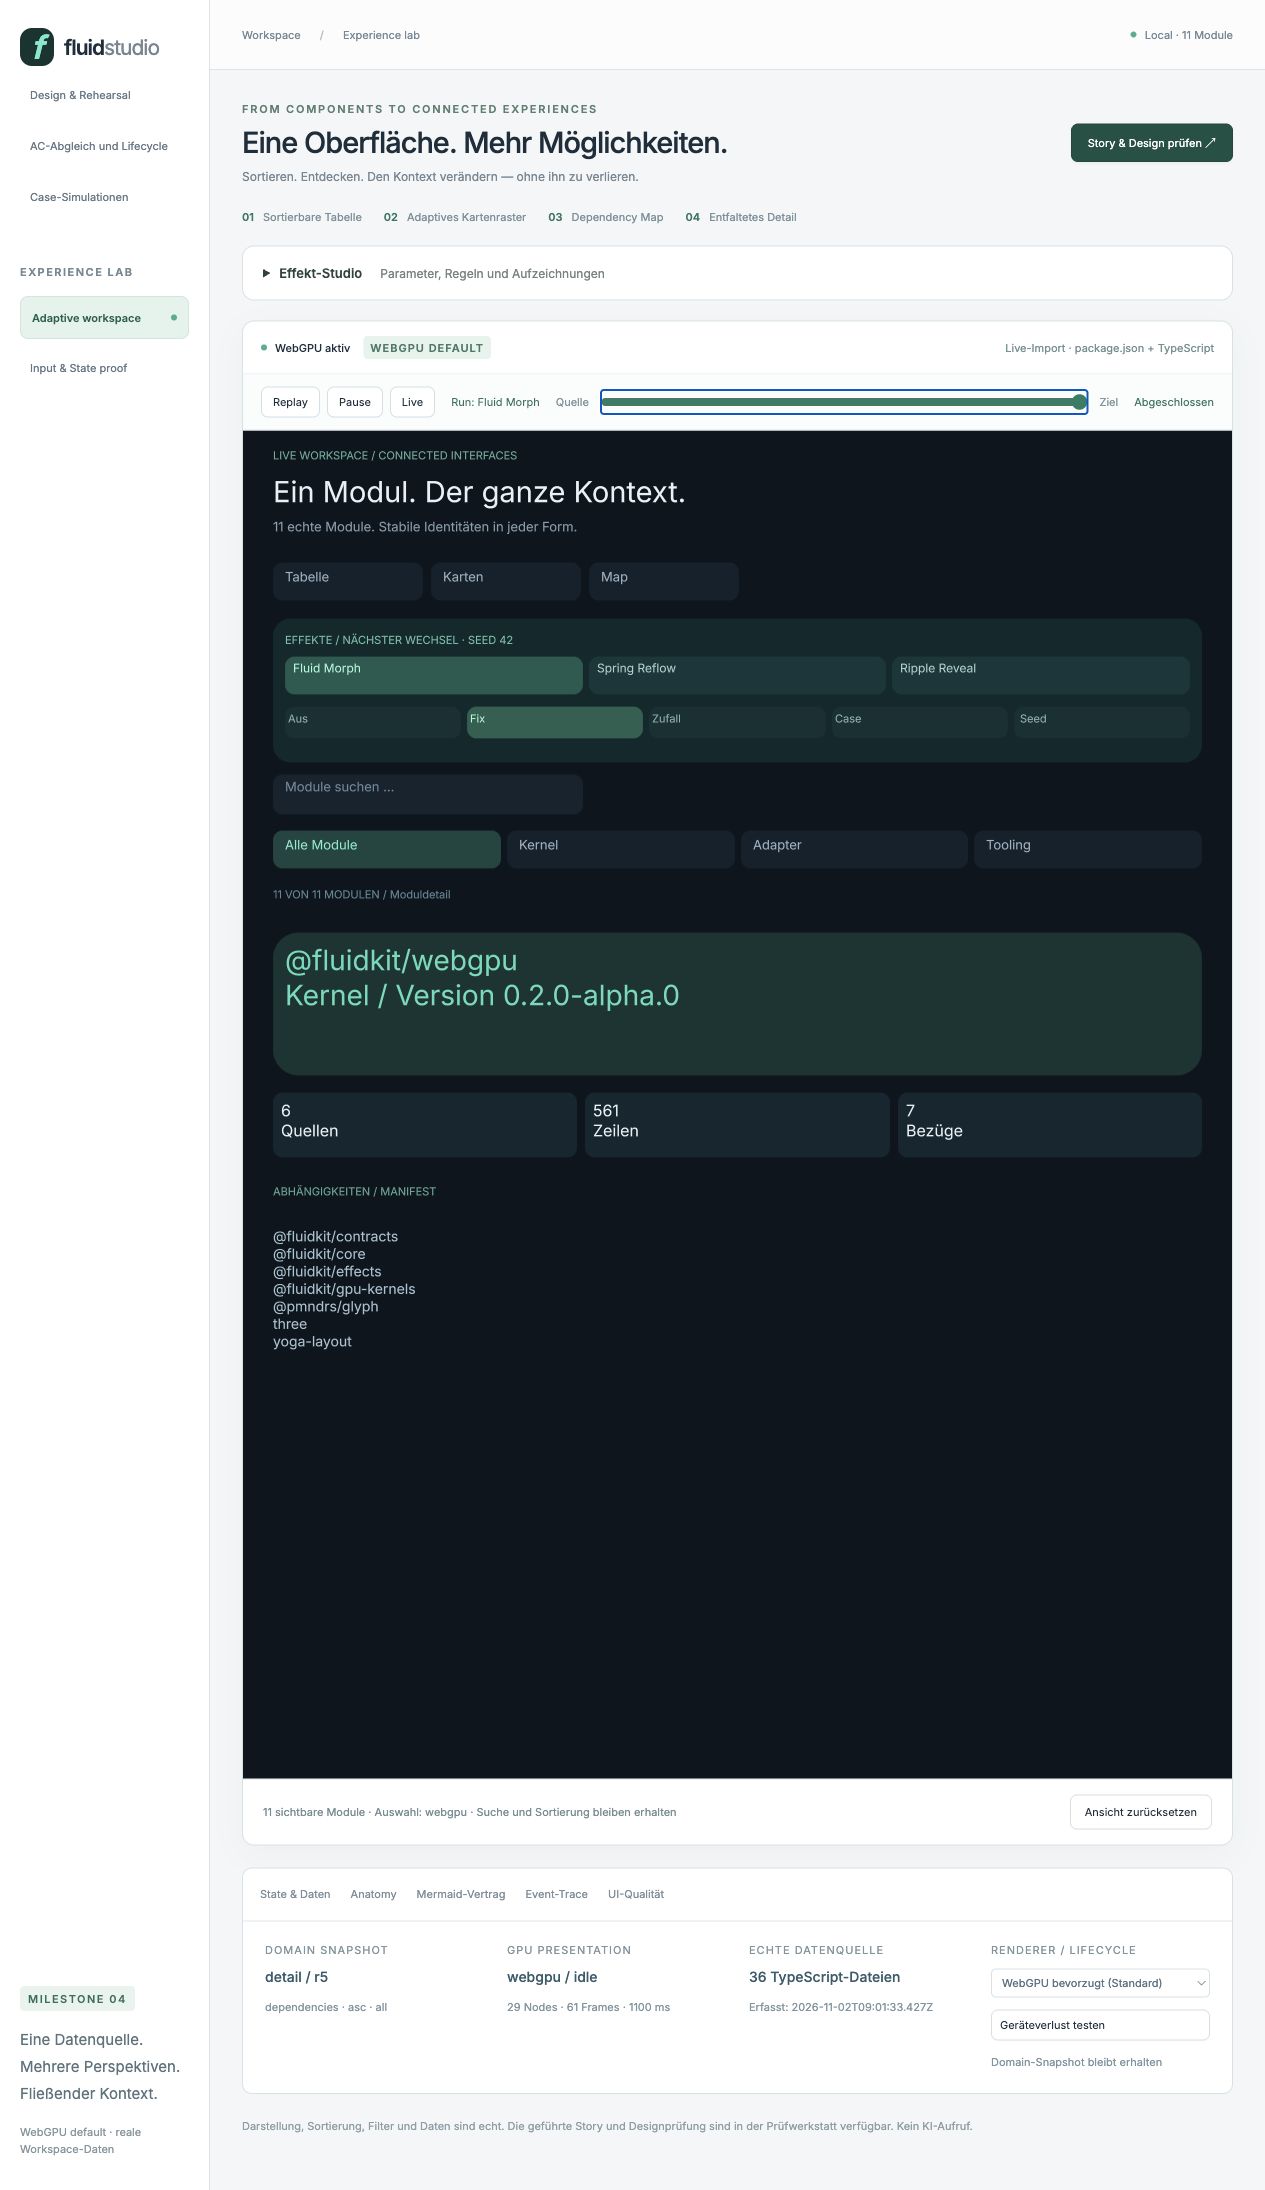 fluidstudio
Design & Rehearsal
AC-Abgleich und Lifecycle
Case-Simulationen
EXPERIENCE LAB
Adaptive workspace
Input & State proof
MILESTONE 04
Eine Datenquelle.
Mehrere Perspektiven.
Fließender Kontext.
WebGPU default · reale
Workspace-Daten
Workspace / Experience lab
Local · 11 Module
FROM COMPONENTS TO CONNECTED EXPERIENCES
Eine Oberfläche. Mehr Möglichkeiten.
Sortieren. Entdecken. Den Kontext verändern — ohne ihn zu verlieren.
Story & Design prüfen ↗
01 Sortierbare Tabelle 02 Adaptives Kartenraster 03 Dependency Map 04 Entfaltetes Detail
Effekt-Studio Parameter, Regeln und Aufzeichnungen
WebGPU aktiv WEBGPU DEFAULT Live-Import · package.json + TypeScript
Replay Pause Live Run: Fluid Morph Quelle Ziel Abgeschlossen
LIVE WORKSPACE / CONNECTED INTERFACES
Ein Modul. Der ganze Kontext.
11 echte Module. Stabile Identitäten in jeder Form.
Tabelle Karten Map
EFFEKTE / NÄCHSTER WECHSEL · SEED 42
Fluid Morph Spring Reflow Ripple Reveal
Aus Fix Zufall Case Seed
Module suchen ...
Alle Module Kernel Adapter Tooling
11 VON 11 MODULEN / Moduldetail
@fluidkit/webgpu
Kernel / Version 0.2.0-alpha.0
6 561 7
Quellen Zeilen Bezüge
ABHÄNGIGKEITEN / MANIFEST
@fluidkit/contracts
@fluidkit/core
@fluidkit/effects
@fluidkit/gpu-kernels
@pmndrs/glyph
three
yoga-layout
11 sichtbare Module · Auswahl: webgpu · Suche und Sortierung bleiben erhalten
Ansicht zurücksetzen
State & Daten Anatomy Mermaid-Vertrag Event-Trace UI-Qualität
DOMAIN SNAPSHOT
detail / r5
dependencies · asc · all
GPU PRESENTATION
webgpu / idle
29 Nodes · 61 Frames · 1100 ms
ECHTE DATENQUELLE
36 TypeScript-Dateien
Erfasst: 2026-11-02T09:01:33.427Z
RENDERER / LIFECYCLE
WebGPU bevorzugt (Standard)
Geräteverlust testen
Domain-Snapshot bleibt erhalten
Darstellung, Sortierung, Filter und Daten sind echt. Die geführte Story und Designprüfung sind in der Prüfwerkstatt verfügbar. Kein KI-Aufruf.